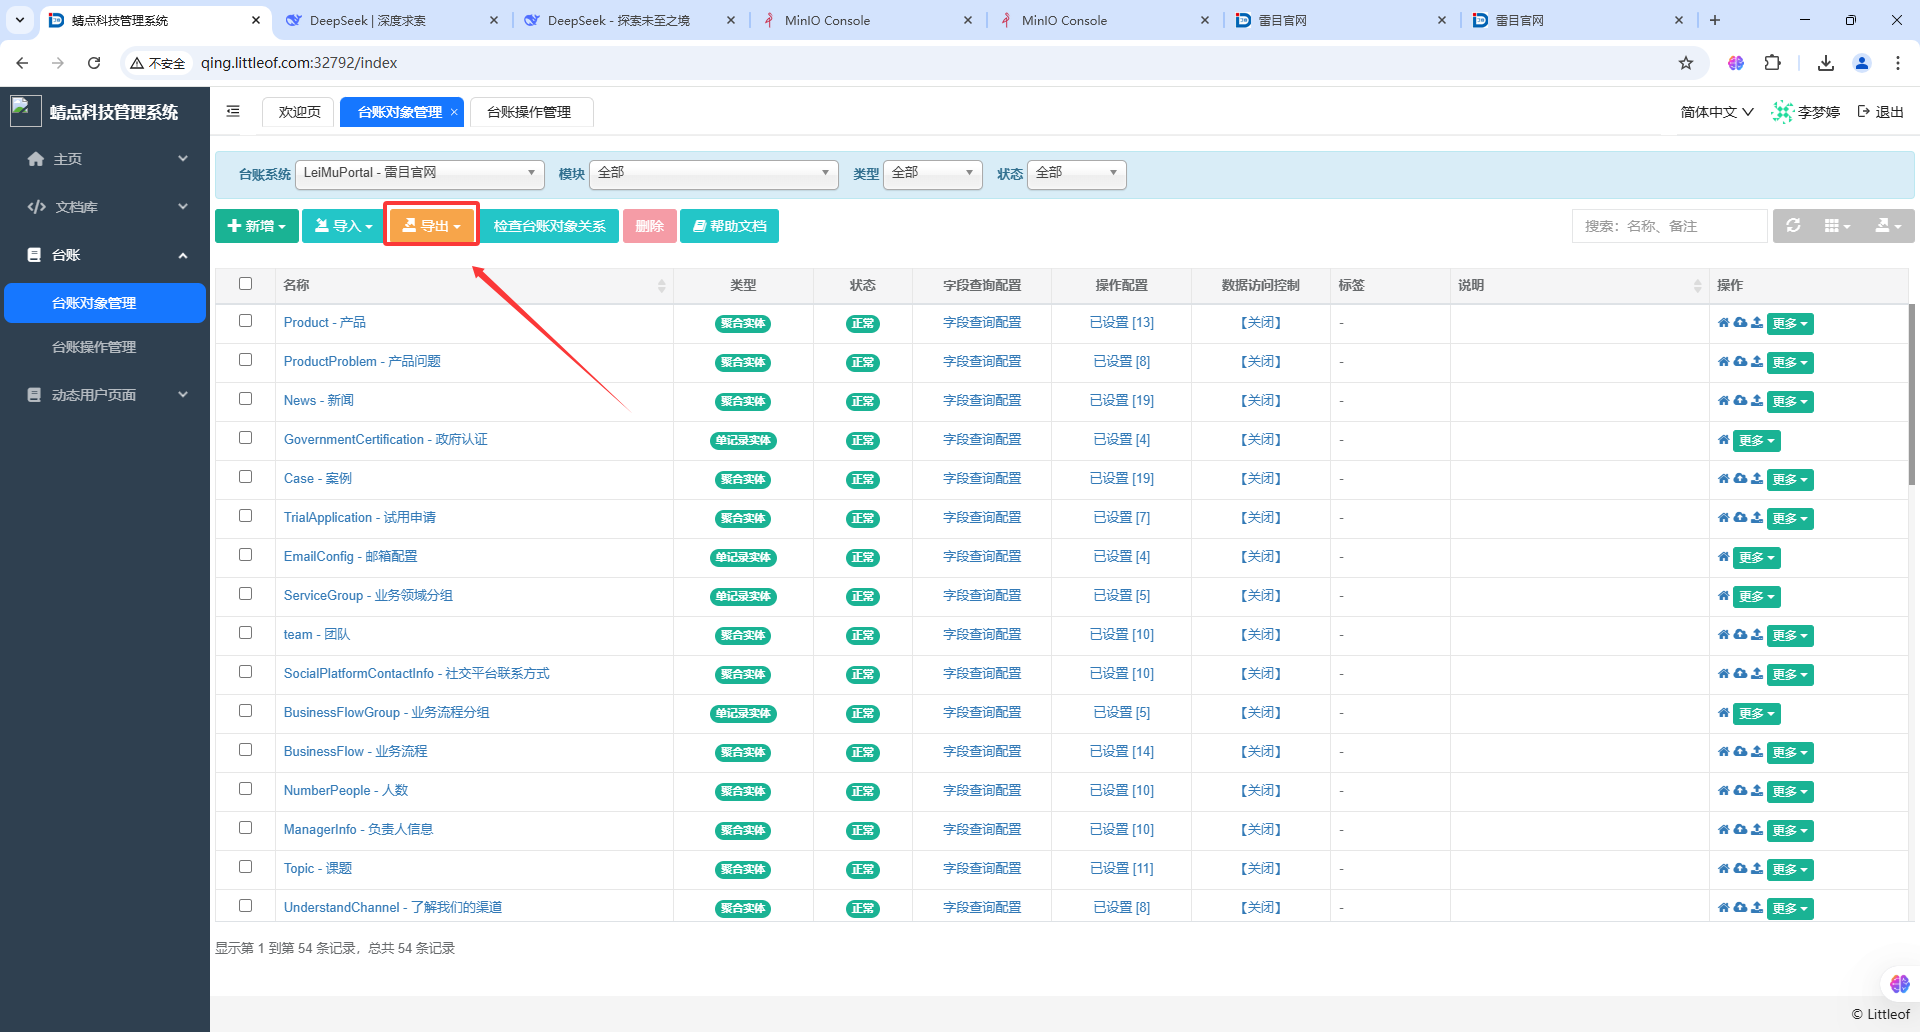 蜻点科技管理系统
DeepSeek | 深度求索
DeepSeek - 探索未至之境
MinIO Console
MinIO Console
雷目官网
雷目官网
不安全 qing.littleof.com:32792/index
蜻点科技管理系统
欢迎页 台账对象管理 × 台账操作管理
简体中文 李梦婷 退出
主页
文档库
台账
台账对象管理
台账操作管理
动态用户页面
台账系统 LeiMuPortal - 雷目官网 模块 全部 类型 全部 状态 全部
新增 导入 导出 检查台账对象关系 删除 帮助文档 搜索：名称、备注
名称 类型 状态 字段查询配置 操作配置 数据访问控制 标签 说明 操作
Product - 产品 聚合实体 正常 字段查询配置 已设置 [13] 【关闭】 - 更多
ProductProblem - 产品问题 聚合实体 正常 字段查询配置 已设置 [8] 【关闭】 - 更多
News - 新闻 聚合实体 正常 字段查询配置 已设置 [19] 【关闭】 - 更多
GovernmentCertification - 政府认证 单记录实体 正常 字段查询配置 已设置 [4] 【关闭】 - 更多
Case - 案例 聚合实体 正常 字段查询配置 已设置 [19] 【关闭】 - 更多
TrialApplication - 试用申请 聚合实体 正常 字段查询配置 已设置 [7] 【关闭】 - 更多
EmailConfig - 邮箱配置 单记录实体 正常 字段查询配置 已设置 [4] 【关闭】 - 更多
ServiceGroup - 业务领域分组 单记录实体 正常 字段查询配置 已设置 [5] 【关闭】 - 更多
team - 团队 聚合实体 正常 字段查询配置 已设置 [10] 【关闭】 - 更多
SocialPlatformContactInfo - 社交平台联系方式 聚合实体 正常 字段查询配置 已设置 [10] 【关闭】 - 更多
BusinessFlowGroup - 业务流程分组 单记录实体 正常 字段查询配置 已设置 [5] 【关闭】 - 更多
BusinessFlow - 业务流程 聚合实体 正常 字段查询配置 已设置 [14] 【关闭】 - 更多
NumberPeople - 人数 聚合实体 正常 字段查询配置 已设置 [10] 【关闭】 - 更多
ManagerInfo - 负责人信息 聚合实体 正常 字段查询配置 已设置 [10] 【关闭】 - 更多
Topic - 课题 聚合实体 正常 字段查询配置 已设置 [11] 【关闭】 - 更多
UnderstandChannel - 了解我们的渠道 聚合实体 正常 字段查询配置 已设置 [8] 【关闭】 - 更多
显示第 1 到第 54 条记录，总共 54 条记录
© Littleof